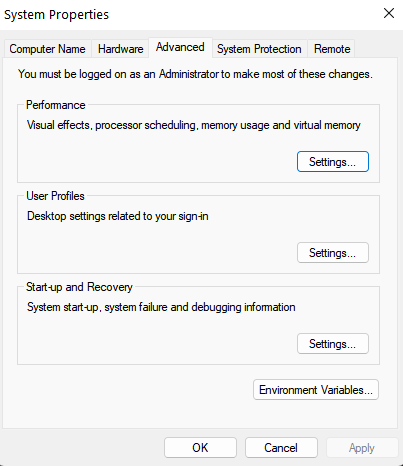 System Properties
Computer Name Hardware Advanced System Protection Remote
You must be logged on as an Administrator to make most of these changes.
Performance
Visual effects, processor scheduling, memory usage and virtual memory
Settings...
User Profiles
Desktop settings related to your sign-in
Settings...
Start-up and Recovery
System start-up, system failure and debugging information
Settings...
Environment Variables...
OK Cancel Apply